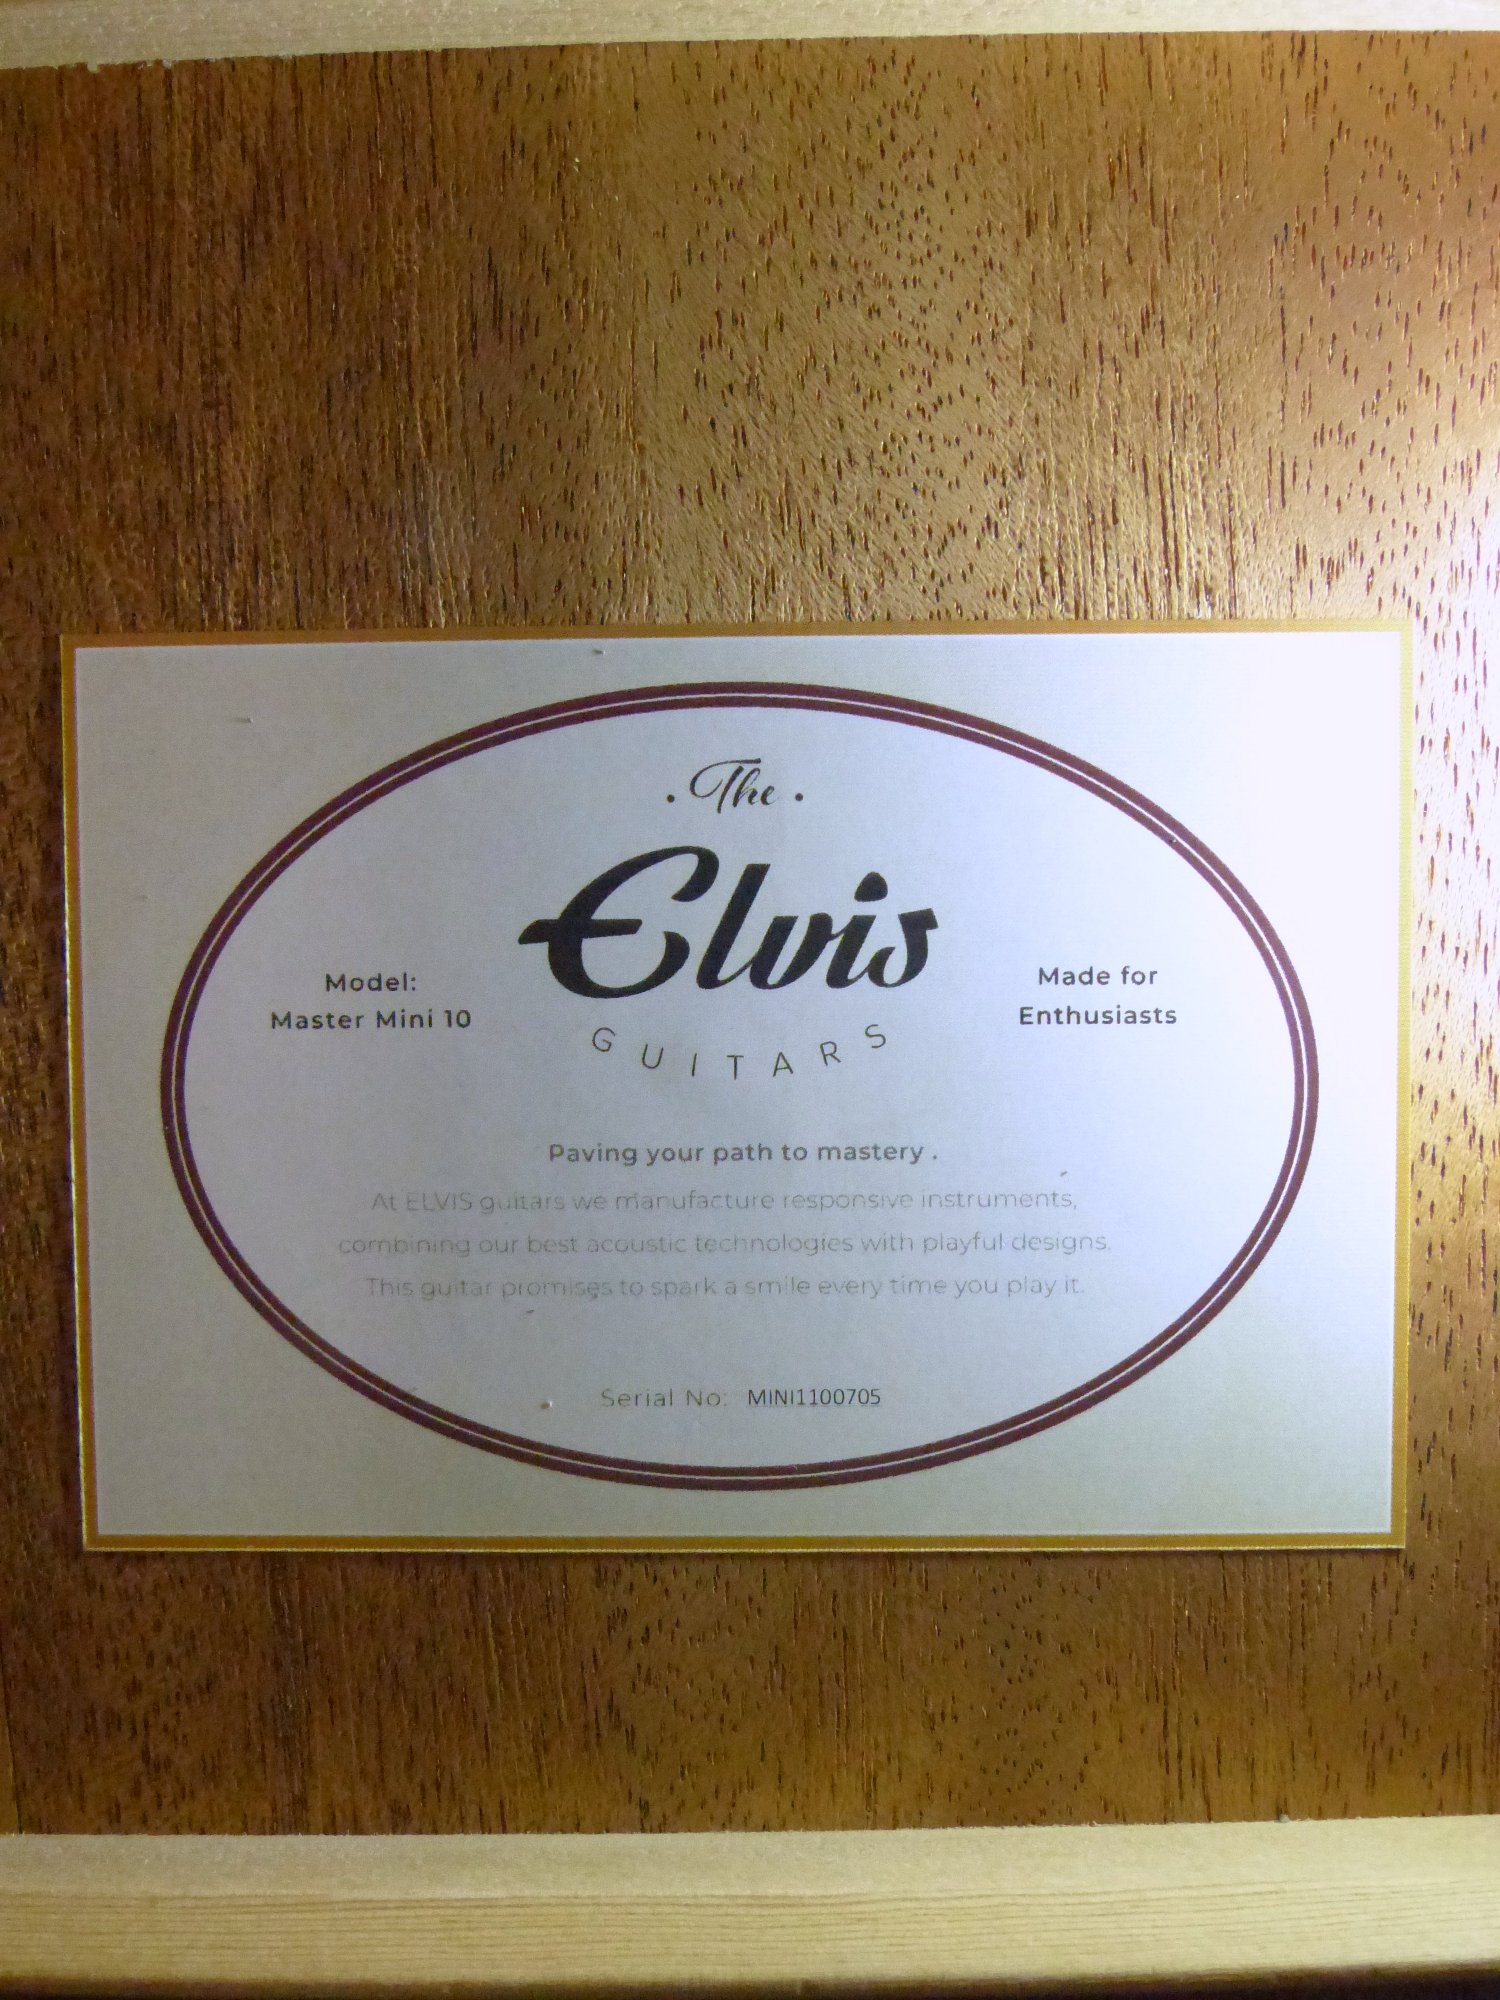 · The ·
Elvis
GUITARS
Model:
Master Mini 10
Made for
Enthusiasts
Paving your path to mastery .
At ELVIS guitars we manufacture responsive instruments,
combining our best acoustic technologies with playful designs.
This guitar promises to spark a smile every time you play it.
Serial No: MINI1100705